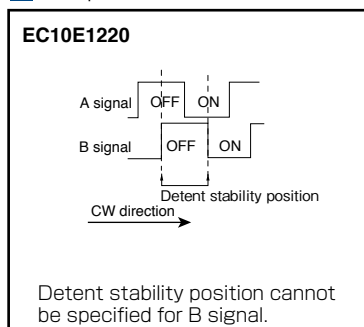 EC10E1220
A signal OFF ON
B signal OFF ON
Detent stability position
CW direction
Detent stability position cannot
be specified for B signal.